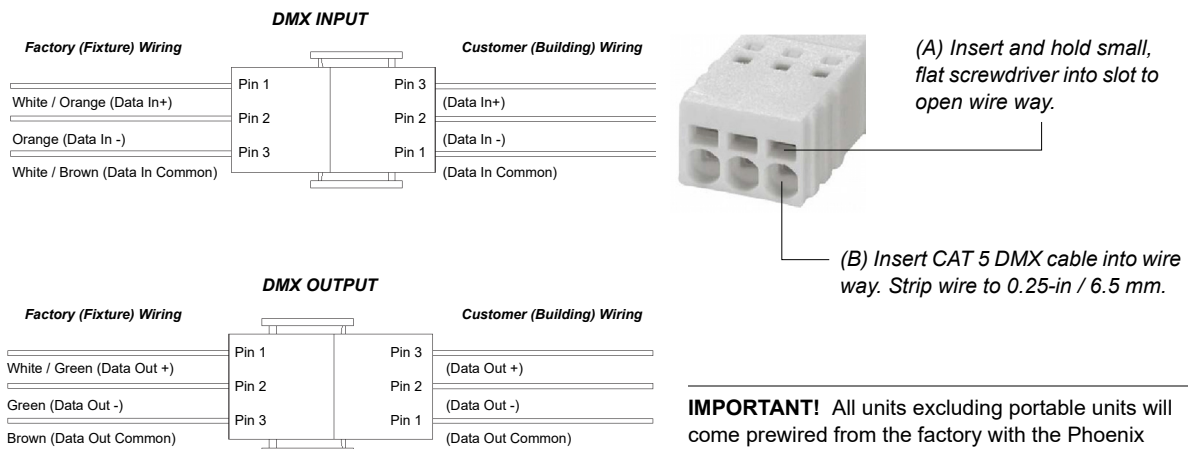 DMX INPUT
Factory (Fixture) Wiring
Customer (Building) Wiring
Pin 1
Pin 3
White / Orange (Data In+)
(Data In+)
Pin 2
Pin 2
Orange (Data In -)
(Data In -)
Pin 3
Pin 1
White / Brown (Data In Common)
(Data In Common)
(A) Insert and hold small,
flat screwdriver into slot to
open wire way.
(B) Insert CAT 5 DMX cable into wire
way. Strip wire to 0.25-in / 6.5 mm.
DMX OUTPUT
Factory (Fixture) Wiring
Customer (Building) Wiring
Pin 1
Pin 3
White / Green (Data Out +)
(Data Out +)
Pin 2
Pin 2
Green (Data Out -)
(Data Out -)
Pin 3
Pin 1
Brown (Data Out Common)
(Data Out Common)
IMPORTANT! All units excluding portable units will
come prewired from the factory with the Phoenix